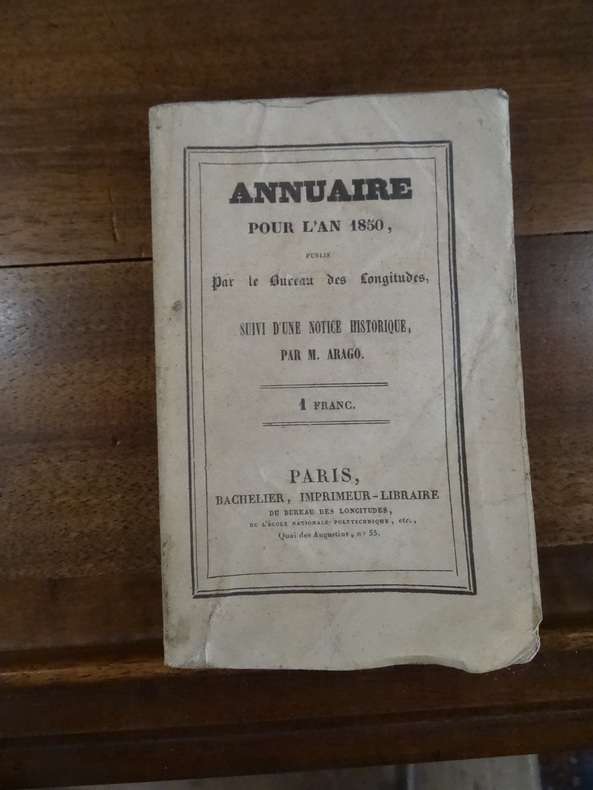 ANNUAIRE
POUR L'AN 1850,
PUBLIÉ
Par le Bureau des Longitudes,
SUIVI D'UNE NOTICE HISTORIQUE,
PAR M. ARAGO.
1 FRANC.
PARIS,
BACHELIER, IMPRIMEUR-LIBRAIRE
DU BUREAU DES LONGITUDES,
DE L'ÉCOLE NATIONALE POLYTECHNIQUE, etc.,
Quai des Augustins, nº 55.